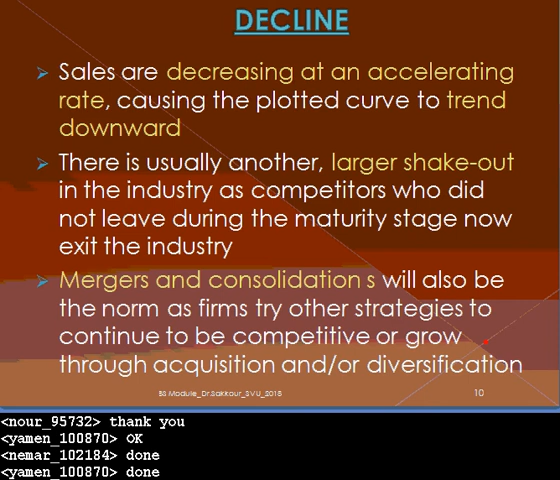 DECLINE
➢ Sales are decreasing at an accelerating
rate, causing the plotted curve to trend
downward
➢ There is usually another, larger shake-out
in the industry as competitors who did
not leave during the maturity stage now
exit the industry
➢ Mergers and consolidation s will also be
the norm as firms try other strategies to
continue to be competitive or grow
through acquisition and/or diversification
BS Module_Dr.Sakkour_SVU_2015
10
<nour_95732> thank you
<yamen_100870> OK
<nemar_102184> done
<yamen_100870> done